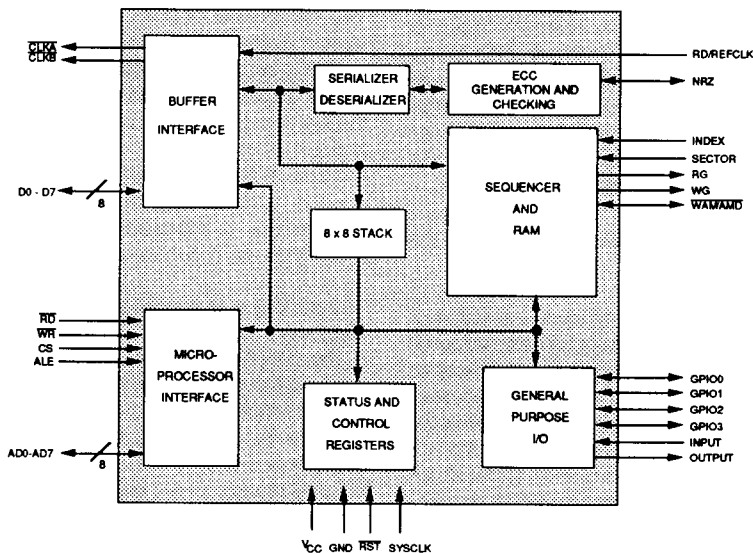 CLKA
CLKB
RD/REFCLK
SERIALIZER
DESERIALIZER
ECC
GENERATION AND
CHECKING
NRZ
BUFFER
INTERFACE
INDEX
SECTOR
RG
WG
WAMAMD
SEQUENCER
AND
RAM
D0 - D7
8
8 x 8 STACK
RD
WR
CS
ALE
MICRO-
PROCESSOR
INTERFACE
AD0-AD7
8
STATUS AND
CONTROL
REGISTERS
GENERAL
PURPOSE
I/O
GPIO0
GPIO1
GPIO2
GPIO3
INPUT
OUTPUT
VCC GND RST SYSCLK